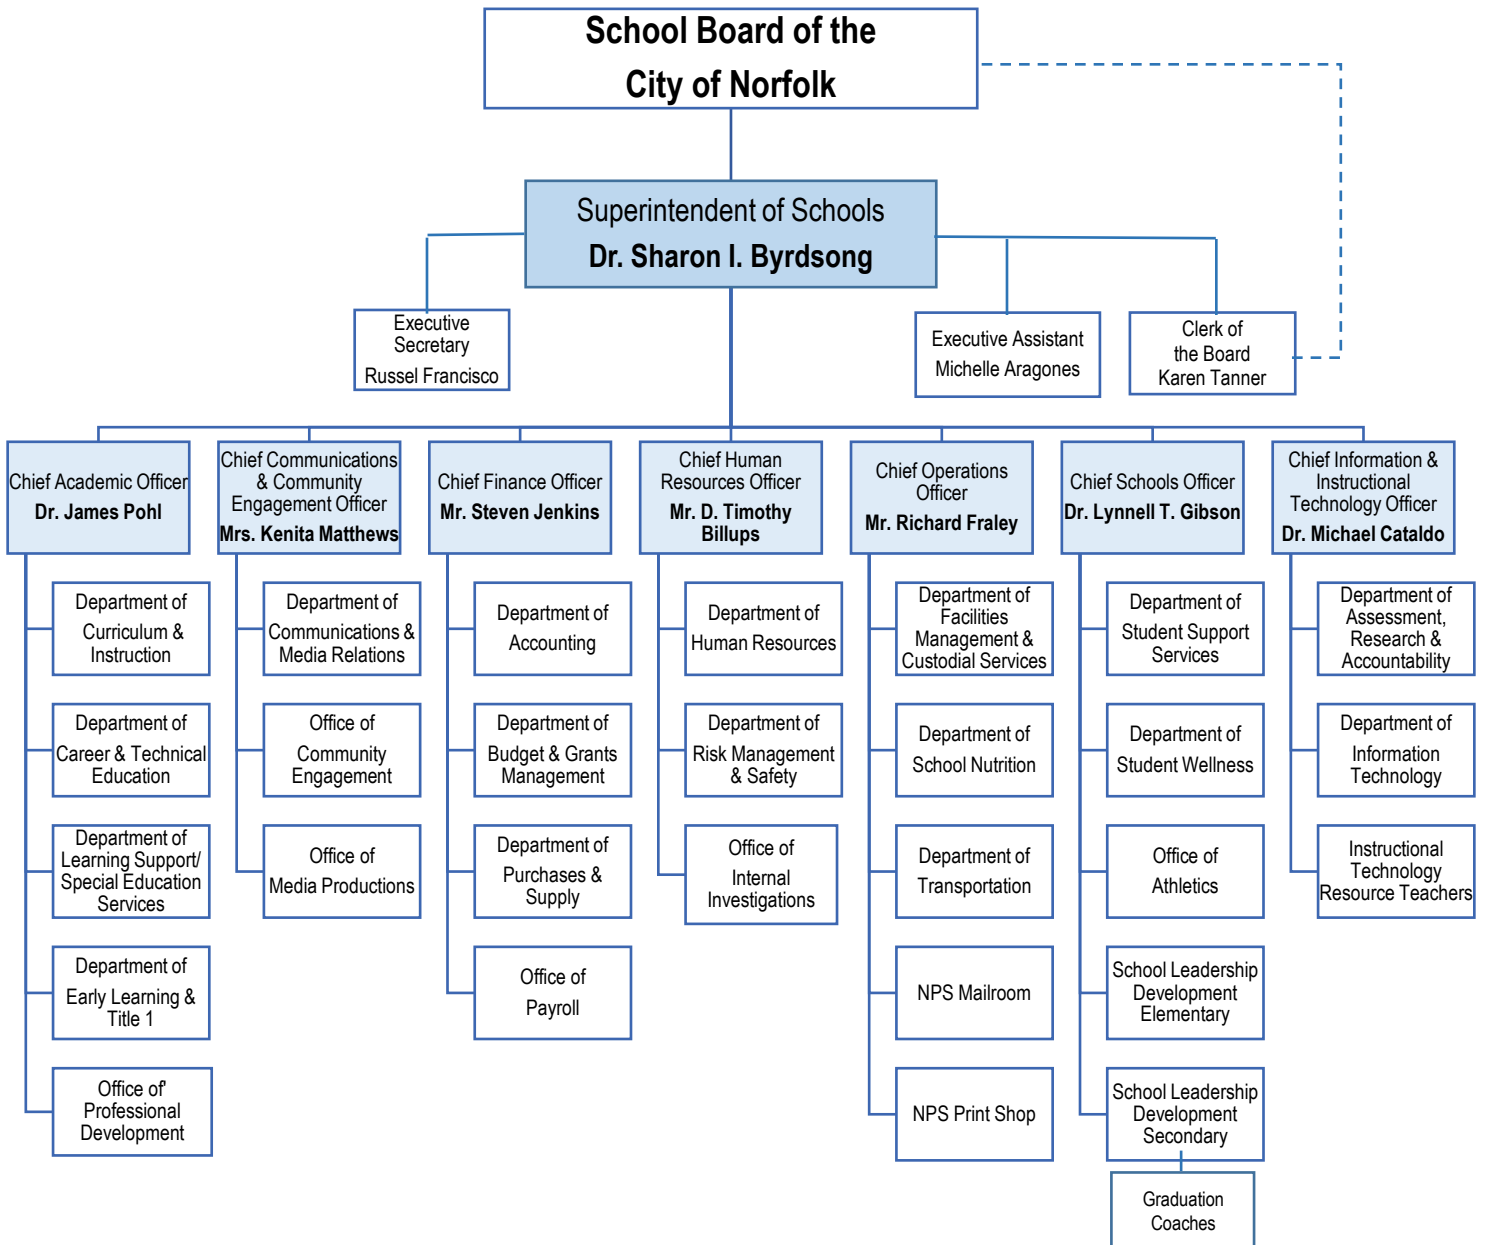 School Board of the
City of Norfolk
Superintendent of Schools
Dr. Sharon I. Byrdsong
Executive
Secretary
Russel Francisco
Executive Assistant
Michelle Aragones
Clerk of
the Board
Karen Tanner
Chief Academic Officer
Dr. James Pohl
Chief Communications
& Community
Engagement Officer
Mrs. Kenita Matthews
Chief Finance Officer
Mr. Steven Jenkins
Chief Human
Resources Officer
Mr. D. Timothy
Billups
Chief Operations
Officer
Mr. Richard Fraley
Chief Schools Officer
Dr. Lynnell T. Gibson
Chief Information &
Instructional
Technology Officer
Dr. Michael Cataldo
Department of
Curriculum &
Instruction
Department of
Career & Technical
Education
Department of
Learning Support/
Special Education
Services
Department of
Early Learning &
Title 1
Office of'
Professional
Development
Department of
Communications &
Media Relations
Office of
Community
Engagement
Office of
Media Productions
Department of
Accounting
Department of
Budget & Grants
Management
Department of
Purchases &
Supply
Office of
Payroll
Department of
Human Resources
Department of
Risk Management
& Safety
Office of
Internal
Investigations
Department of
Facilities
Management &
Custodial Services
Department of
School Nutrition
Department of
Transportation
NPS Mailroom
NPS Print Shop
Department of
Student Support
Services
Department of
Student Wellness
Office of
Athletics
School Leadership
Development
Elementary
School Leadership
Development
Secondary
Graduation
Coaches
Department of
Assessment,
Research &
Accountability
Department of
Information
Technology
Instructional
Technology
Resource Teachers